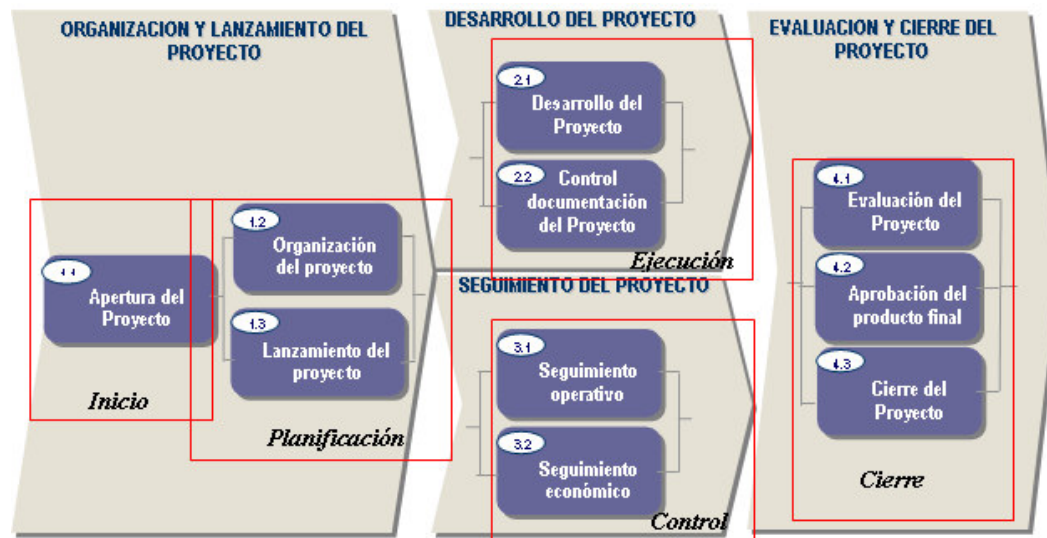 ORGANIZACION Y LANZAMIENTO DEL
PROYECTO
1.1
Apertura del
Proyecto
Inicio
1.2
Organización
del proyecto
1.3
Lanzamiento del
proyecto
Planificación
DESARROLLO DEL PROYECTO
2.1
Desarrollo del
Proyecto
2.2
Control
documentación
del Proyecto
Ejecución
SEGUIMIENTO DEL PROYECTO
3.1
Seguimiento
operativo
3.2
Seguimiento
económico
Control
EVALUACION Y CIERRE DEL
PROYECTO
4.1
Evaluación del
Proyecto
4.2
Aprobación del
producto final
4.3
Cierre del
Proyecto
Cierre